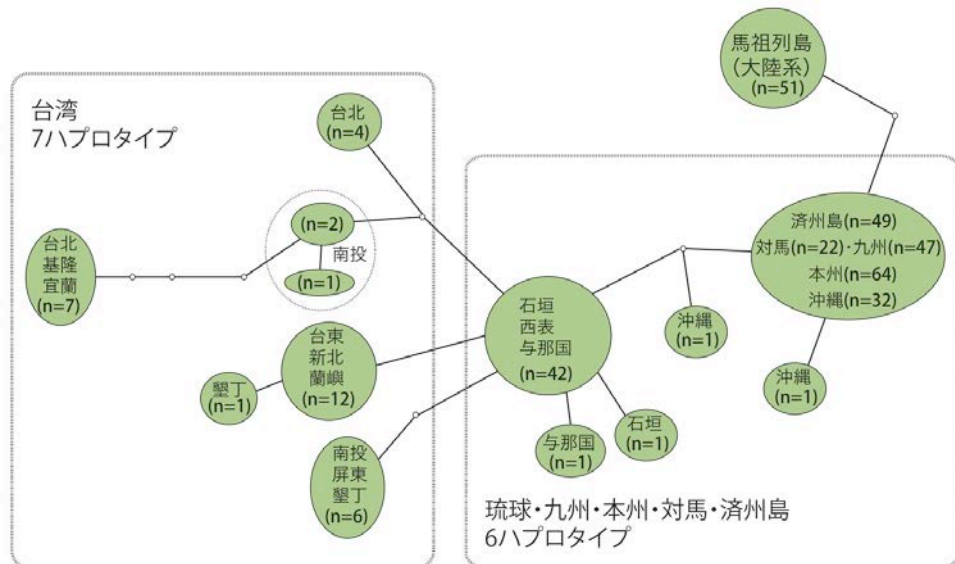 馬祖列島
(大陸系)
(n=51)
台湾
7ハプロタイプ
台北
(n=4)
(n=2)
南投
(n=1)
台北
基隆
宜蘭
(n=7)
台東
新北
蘭嶼
(n=12)
墾丁
(n=1)
南投
屏東
墾丁
(n=6)
石垣
西表
与那国
(n=42)
与那国
(n=1)
石垣
(n=1)
沖縄
(n=1)
済州島(n=49)
対馬(n=22)・九州(n=47)
本州(n=64)
沖縄(n=32)
沖縄
(n=1)
琉球・九州・本州・対馬・済州島
6ハプロタイプ